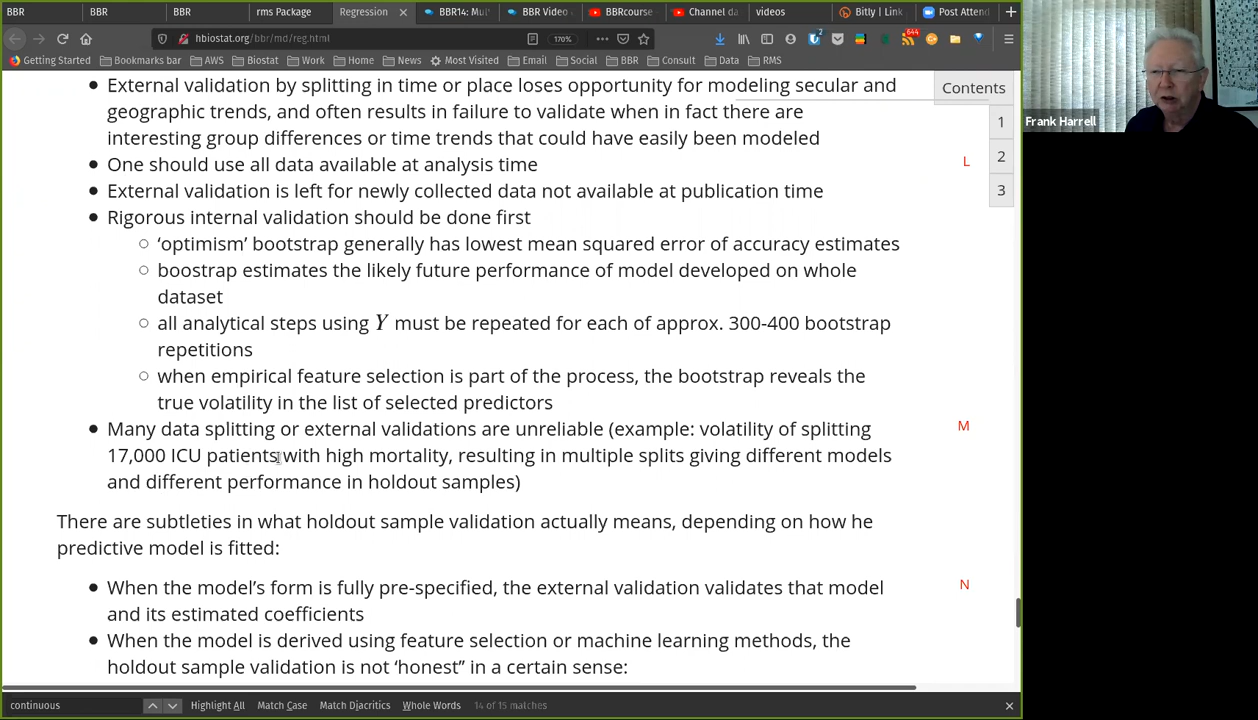 BBR BBR BBR rms Package Regression BBR14: Mul BBR Video BBRcourse Channel da videos Bitly | Link Post Attend
hbiostat.org/bbr/md/reg.html 170% 2 644
Getting Started Bookmarks bar AWS Biostat Work Home News Most Visited Email Social BBR Consult Data RMS
Frank Harrell
Contents
1
2
3
External validation by splitting in time or place loses opportunity for modeling secular and
geographic trends, and often results in failure to validate when in fact there are
interesting group differences or time trends that could have easily been modeled
One should use all data available at analysis time L
External validation is left for newly collected data not available at publication time
Rigorous internal validation should be done first
‘optimism’ bootstrap generally has lowest mean squared error of accuracy estimates
boostrap estimates the likely future performance of model developed on whole
dataset
all analytical steps using Y must be repeated for each of approx. 300-400 bootstrap
repetitions
when empirical feature selection is part of the process, the bootstrap reveals the
true volatility in the list of selected predictors
Many data splitting or external validations are unreliable (example: volatility of splitting M
17,000 ICU patients with high mortality, resulting in multiple splits giving different models
and different performance in holdout samples)
There are subtleties in what holdout sample validation actually means, depending on how he
predictive model is fitted:
When the model’s form is fully pre-specified, the external validation validates that model N
and its estimated coefficients
When the model is derived using feature selection or machine learning methods, the
holdout sample validation is not ‘honest” in a certain sense:
continuous Highlight All Match Case Match Diacritics Whole Words 14 of 15 matches